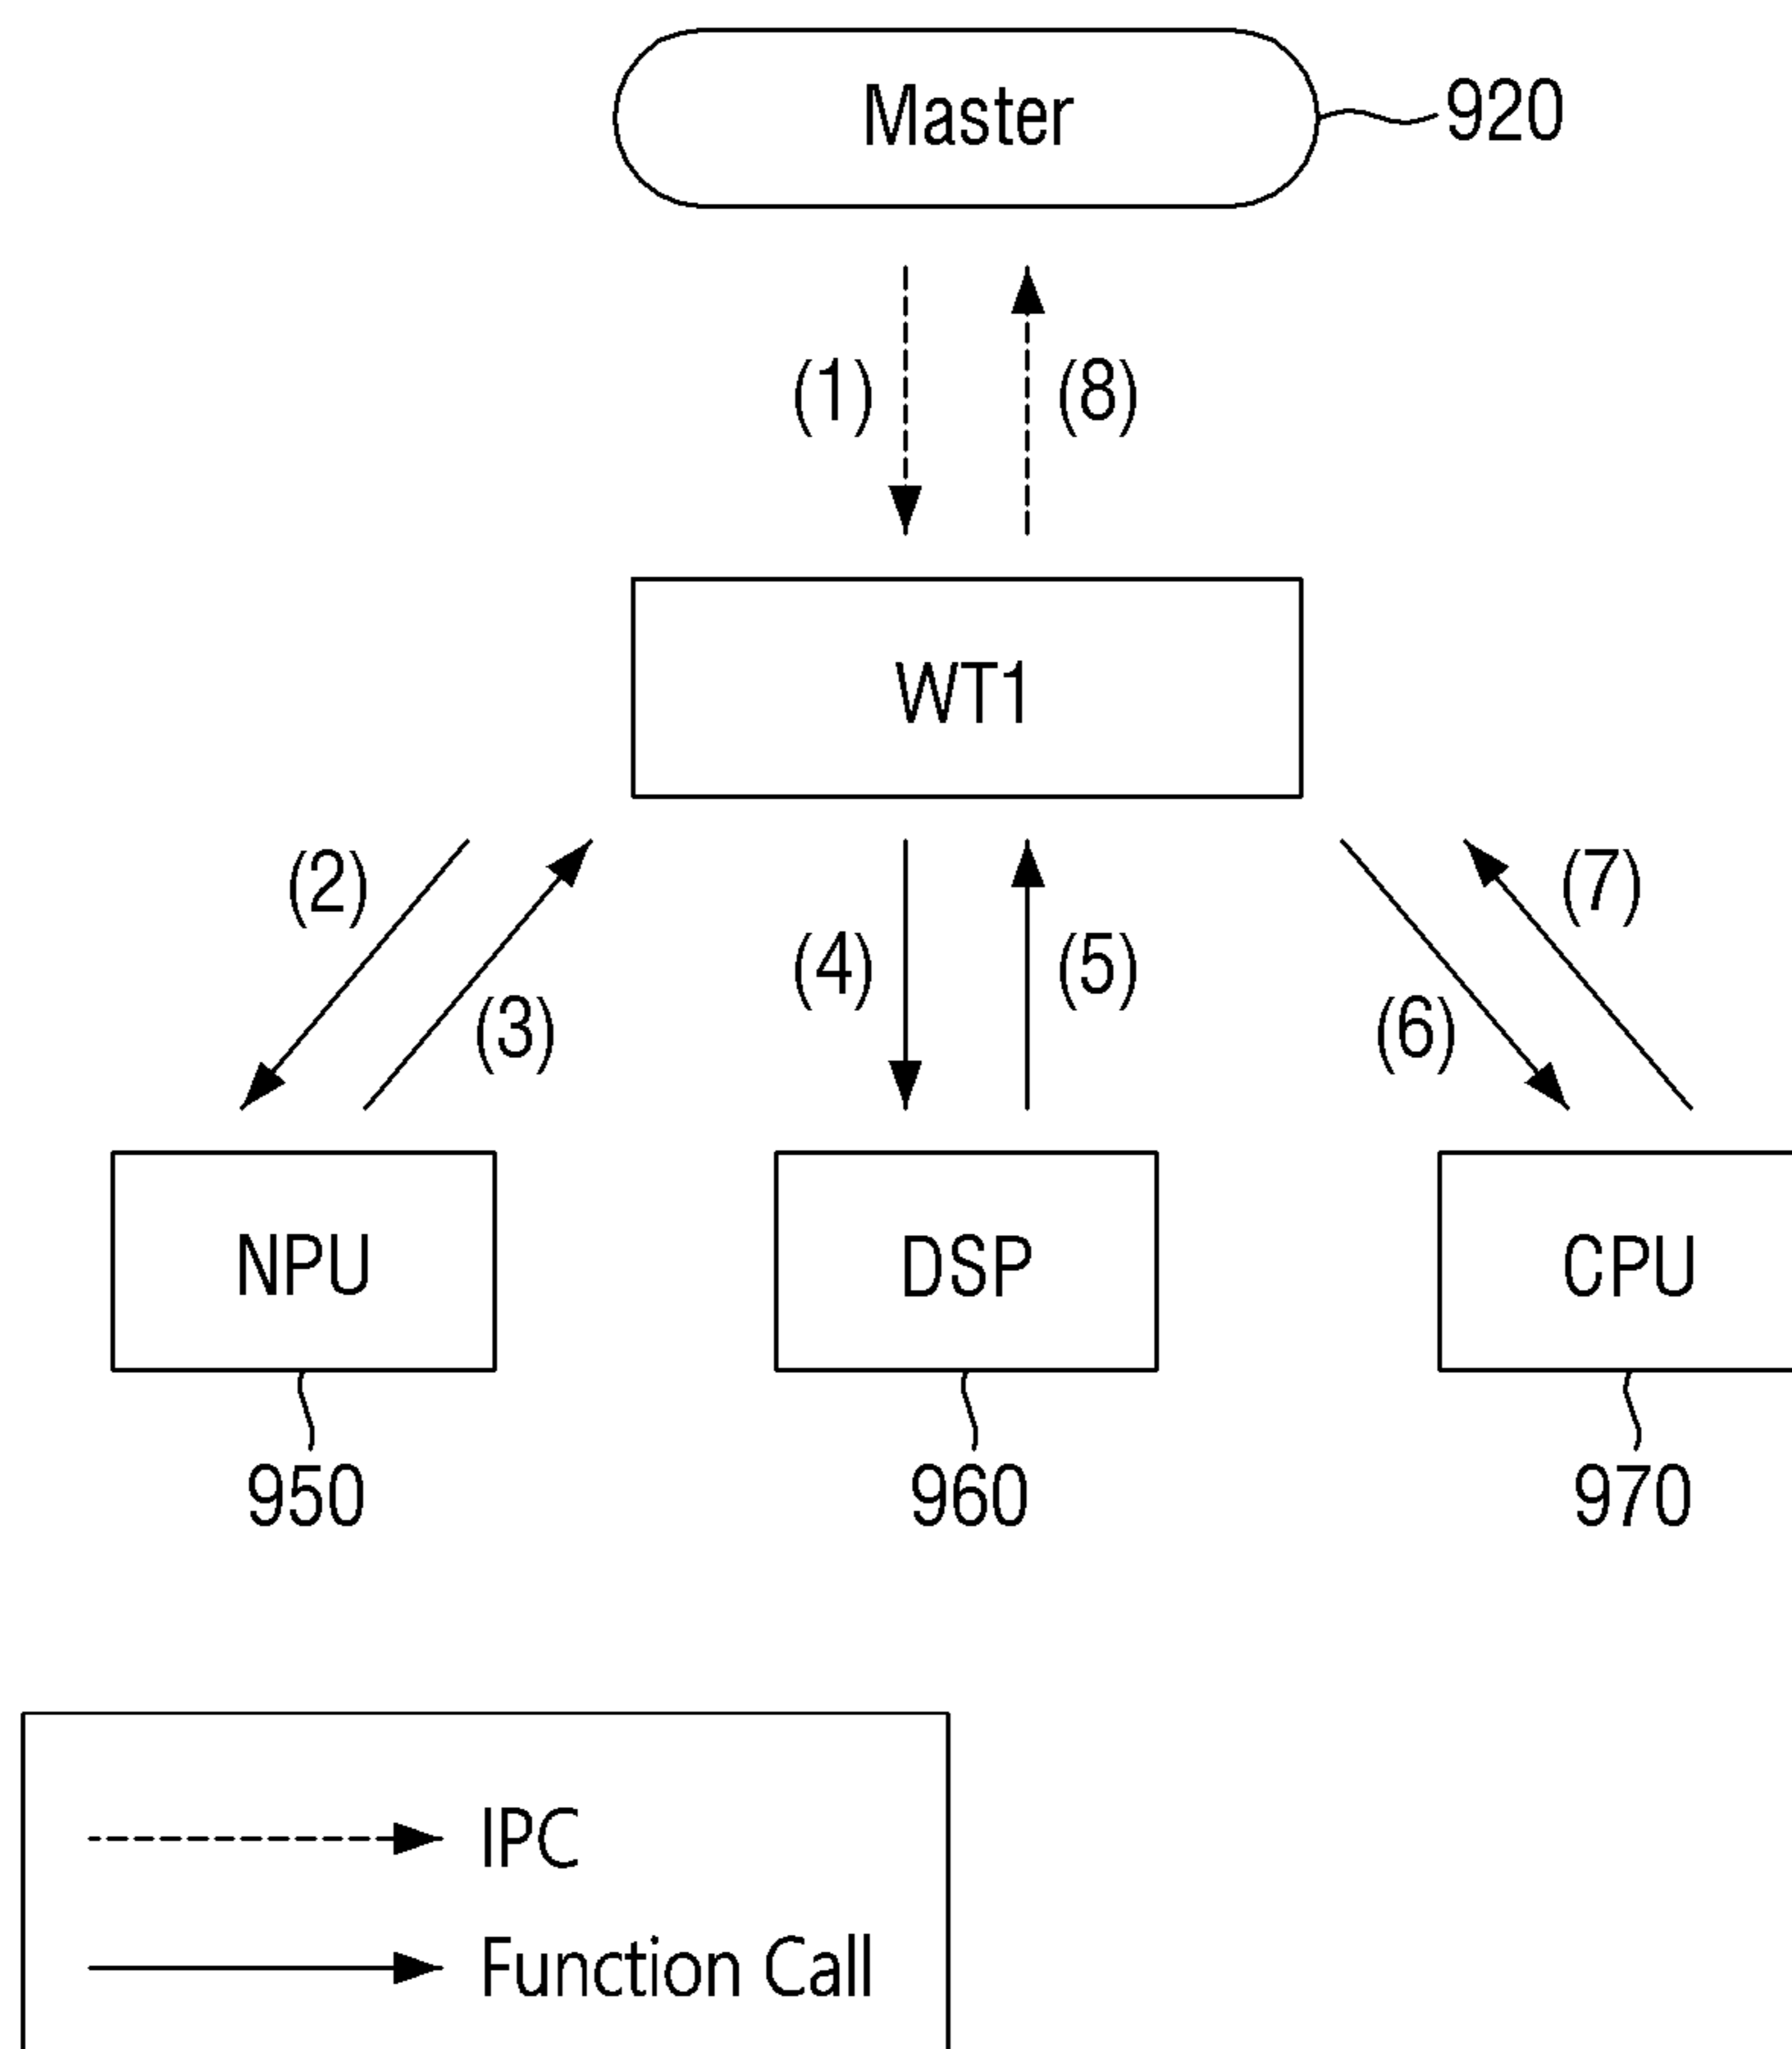 Master
920
(1)
(8)
WT1
(2)
(3)
(4)
(5)
(6)
(7)
NPU
DSP
CPU
950
960
970
IPC
Function Call